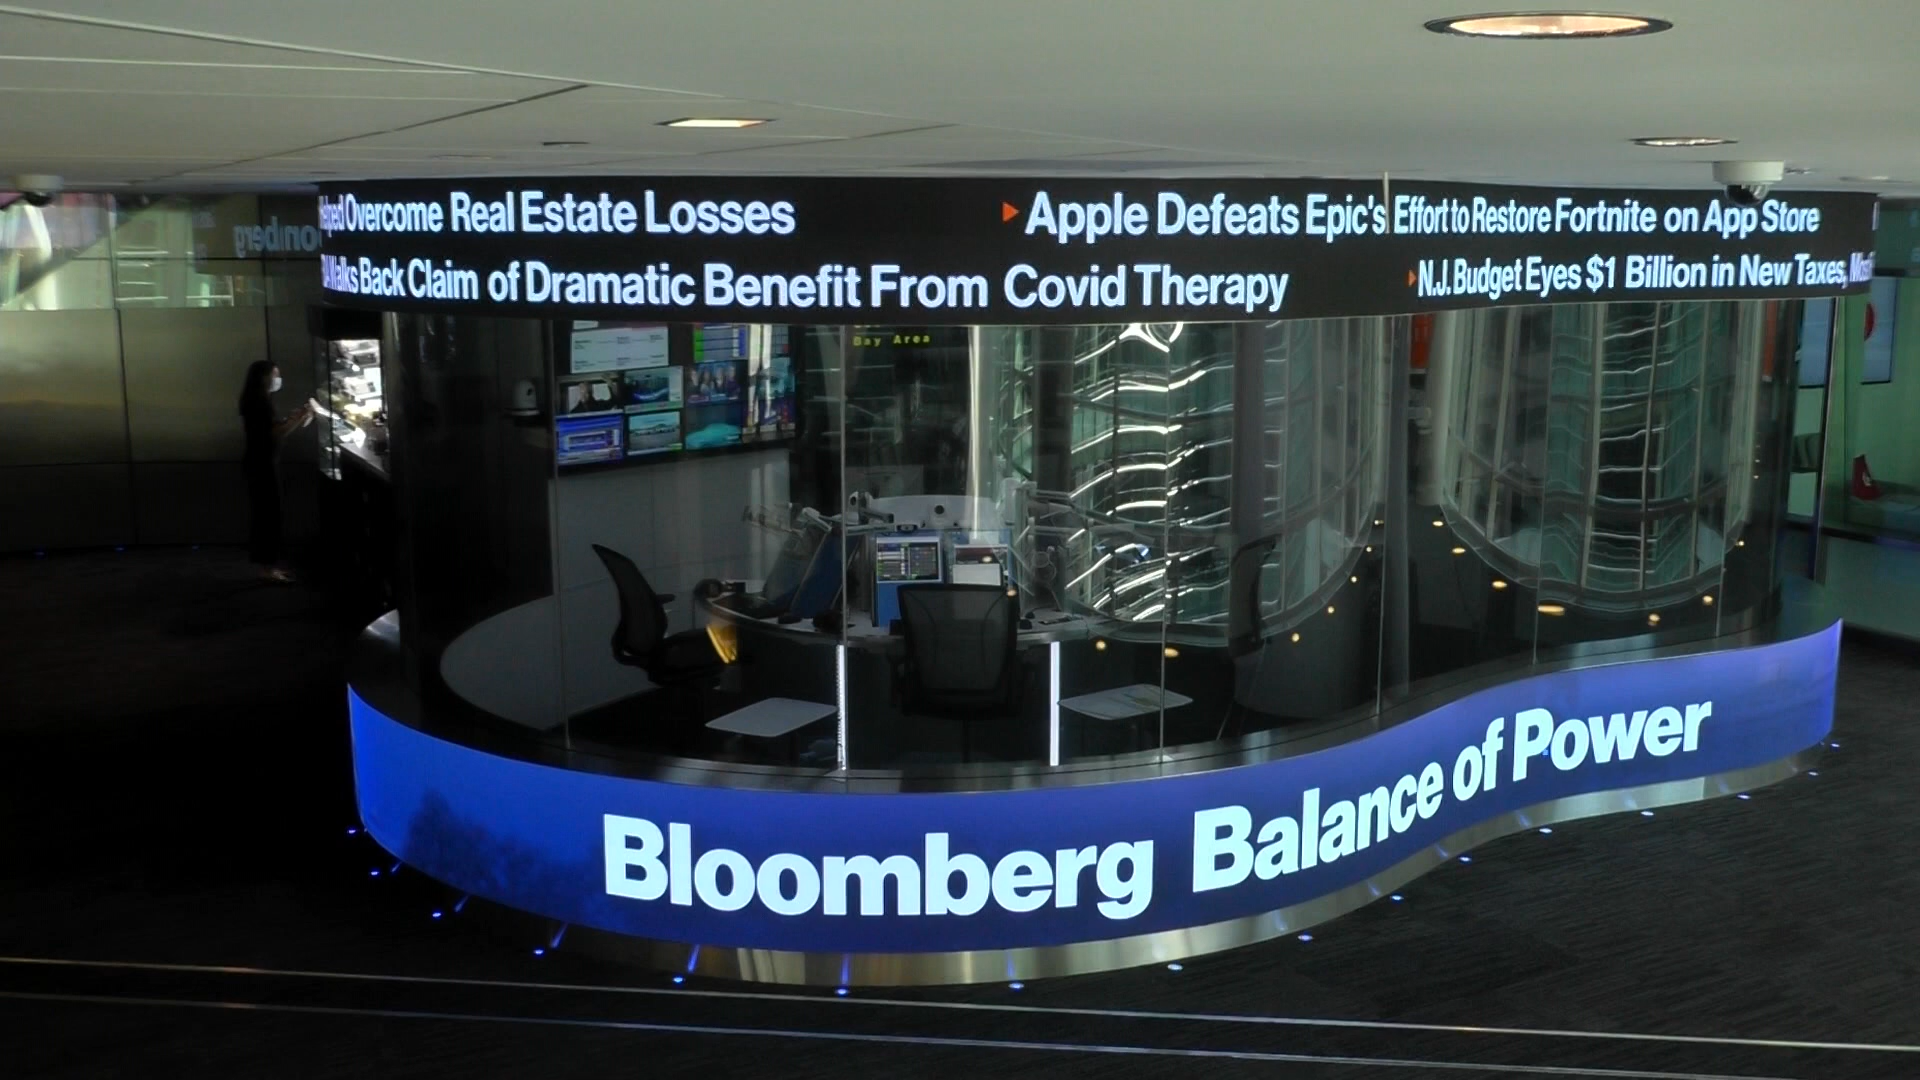 Overcome Real Estate Losses
Apple Defeats Epic's Effort to Restore Fortnite on App Store
Walks Back Claim of Dramatic Benefit From Covid Therapy
N.J. Budget Eyes $1 Billion in New Taxes,
Bay Area
Bloomberg Balance of Power